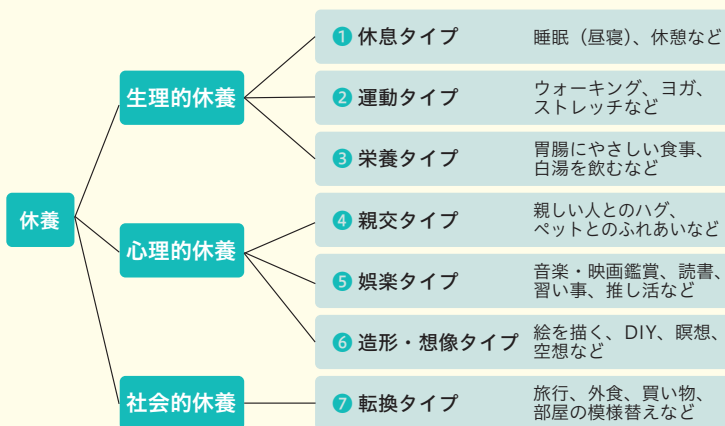 休養
生理的休養
❶ 休息タイプ
睡眠（昼寝）、休憩など
❷ 運動タイプ
ウォーキング、ヨガ、
ストレッチなど
❸ 栄養タイプ
胃腸にやさしい食事、
白湯を飲むなど
心理的休養
❹ 親交タイプ
親しい人とのハグ、
ペットとのふれあいなど
❺ 娯楽タイプ
音楽・映画鑑賞、読書、
習い事、推し活など
❻ 造形・想像タイプ
絵を描く、DIY、瞑想、
空想など
社会的休養
❼ 転換タイプ
旅行、外食、買い物、
部屋の模様替えなど